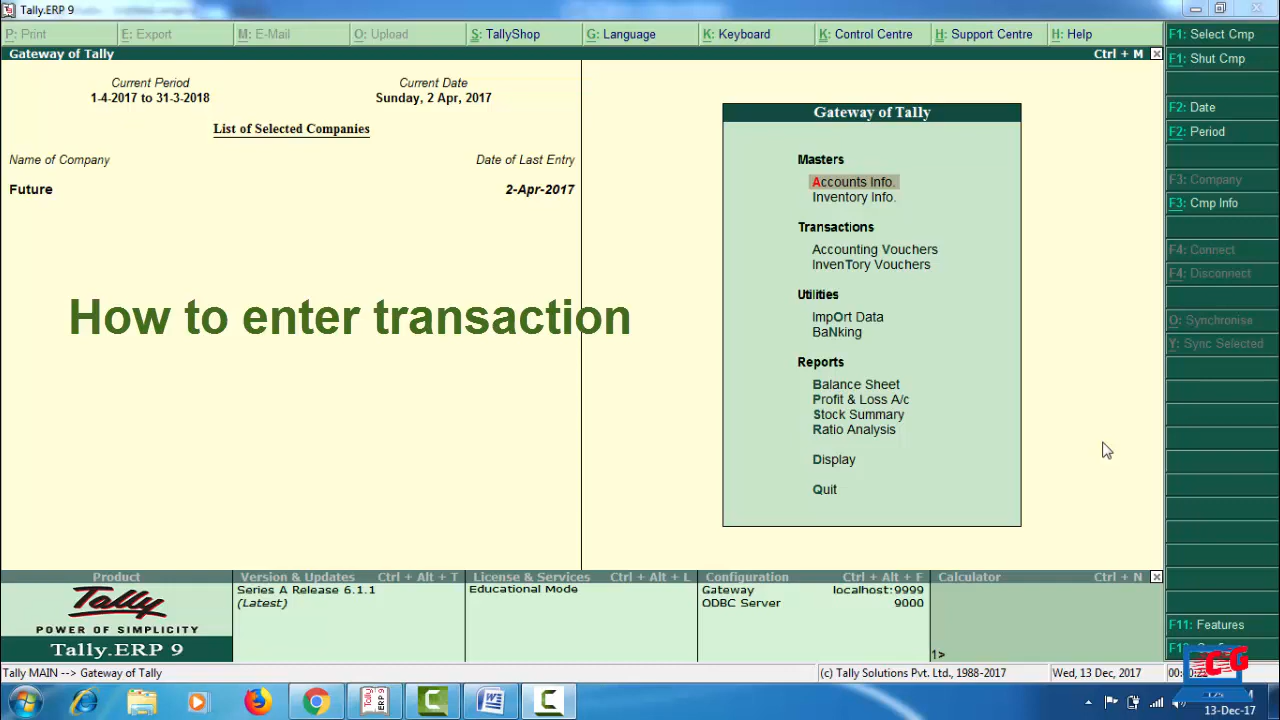 Tally.ERP 9
P: Print
E: Export
M: E-Mail
O: Upload
S: TallyShop
G: Language
K: Keyboard
K: Control Centre
H: Support Centre
H: Help
Gateway of Tally
Ctrl + M
Current Period
Current Date
1-4-2017 to 31-3-2018
Sunday, 2 Apr, 2017
List of Selected Companies
Name of Company
Date of Last Entry
Future
2-Apr-2017
How to enter transaction
Gateway of Tally
Masters
Accounts Info.
Inventory Info.
Transactions
Accounting Vouchers
InvenTory Vouchers
Utilities
ImpOrt Data
BaNking
Reports
Balance Sheet
Profit & Loss A/c
Stock Summary
Ratio Analysis
Display
Quit
F1: Select Cmp
F1: Shut Cmp
F2: Date
F2: Period
F3: Company
F3: Cmp Info
F4: Connect
F4: Disconnect
O: Synchronise
Y: Sync Selected
F11: Features
Product
Tally
POWER OF SIMPLICITY
Tally.ERP 9
Version & Updates
Ctrl + Alt + T
Series A Release 6.1.1
(Latest)
License & Services
Ctrl + Alt + L
Educational Mode
Configuration
Ctrl + Alt + F
Gateway
localhost:9999
ODBC Server
9000
Calculator
Ctrl + N
1>
Tally MAIN --> Gateway of Tally
(c) Tally Solutions Pvt. Ltd., 1988-2017
Wed, 13 Dec, 2017
CG
13-Dec-17